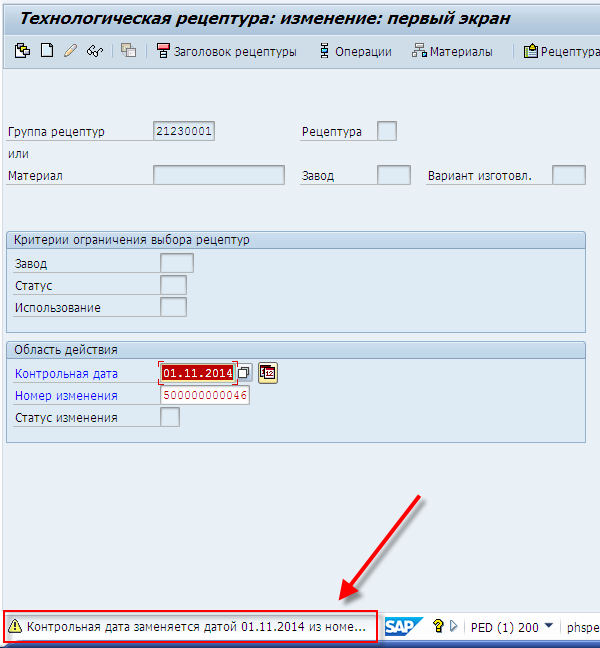 Технологическая рецептура: изменение: первый экран
Заголовок рецептуры Операции Материалы Рецептура
Группа рецептур 21230001 Рецептура
или
Материал Завод Вариант изготовл.
Критерии ограничения выбора рецептур
Завод
Статус
Использование
Область действия
Контрольная дата 01.11.2014
Номер изменения 500000000046
Статус изменения
Контрольная дата заменяется датой 01.11.2014 из номе... SAP PED (1) 200 phspe